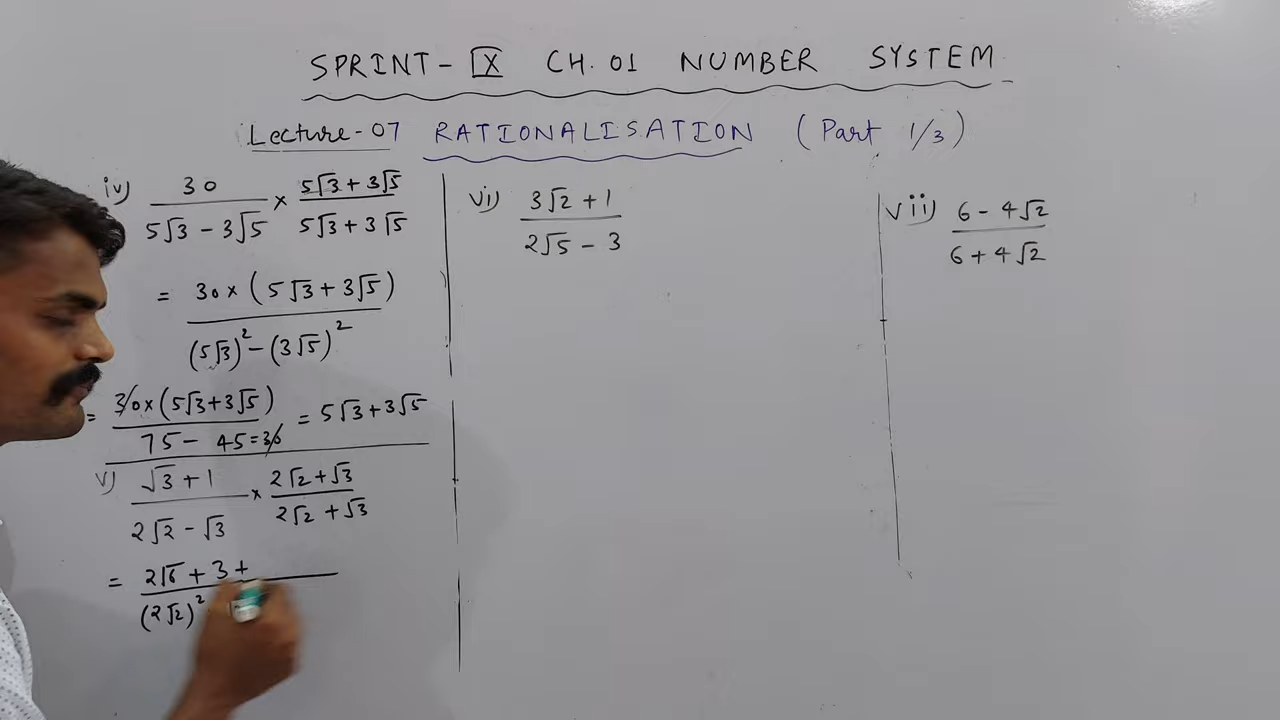 SPRINT - IX CH. 01 NUMBER SYSTEM
Lecture - 07 RATIONALISATION (Part 1/3)
iv) 30 / (5√3 - 3√5) × (5√3 + 3√5) / (5√3 + 3√5)
= 30 × (5√3 + 3√5) / (5√3)² - (3√5)²
= 30 × (5√3 + 3√5) / 75 - 45 = 30 = 5√3 + 3√5
v) (√3 + 1) / (2√2 - √3) × (2√2 + √3) / (2√2 + √3)
= 2√6 + 3 + / (2√2)²
vi) (3√2 + 1) / (2√5 - 3)
vii) (6 - 4√2) / (6 + 4√2)